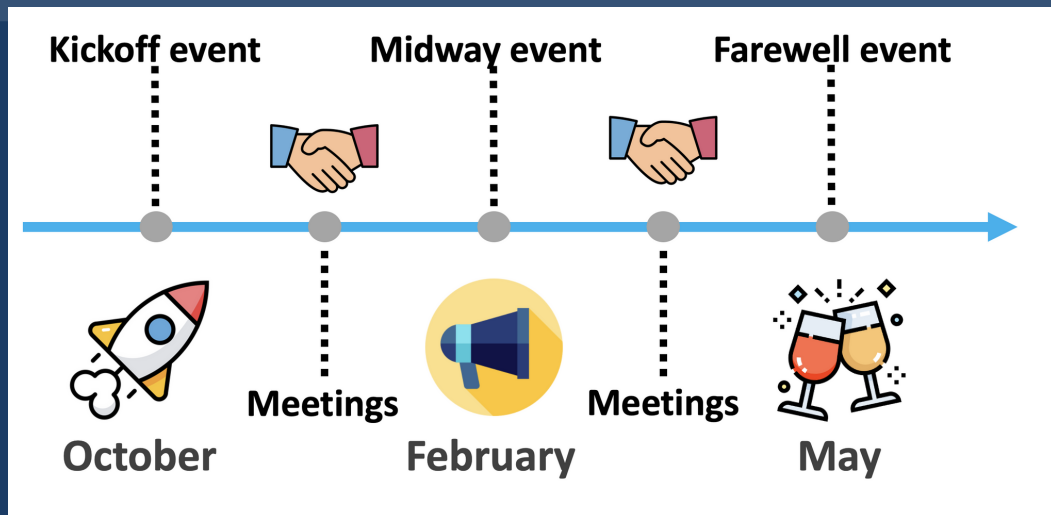 Kickoff event
Midway event
Farewell event
Meetings
Meetings
October
February
May